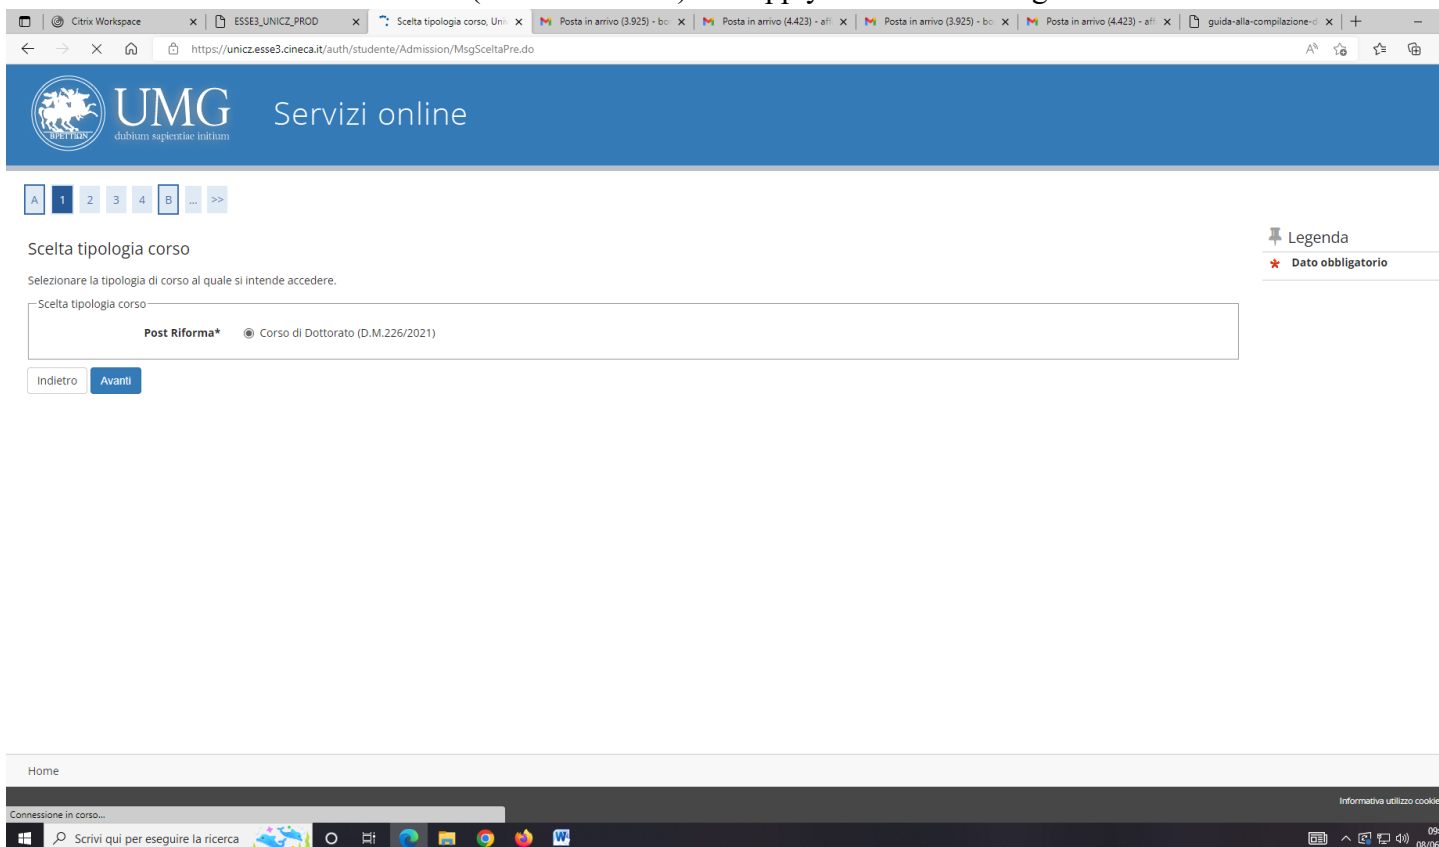 Citrix Workspace
ESSE3_UNICZ_PROD
Scelta tipologia corso, Uni
Posta in arrivo (3.925) - bo
Posta in arrivo (4.423) - aff
Posta in arrivo (3.925) - bo
Posta in arrivo (4.423) - aff
guida-alla-compilazione-d
https://unicz.esse3.cineca.it/auth/studente/Admission/MsgSceltaPre.do
UMG
dubium sapientiae initium
Servizi online
A 1 2 3 4 B ... >>
Legenda
Dato obbligatorio
Scelta tipologia corso
Selezionare la tipologia di corso al quale si intende accedere.
Scelta tipologia corso
Post Riforma* Corso di Dottorato (D.M.226/2021)
Indietro Avanti
Home
Informativa utilizzo cookie
Connessione in corso...
Scrivi qui per eseguire la ricerca